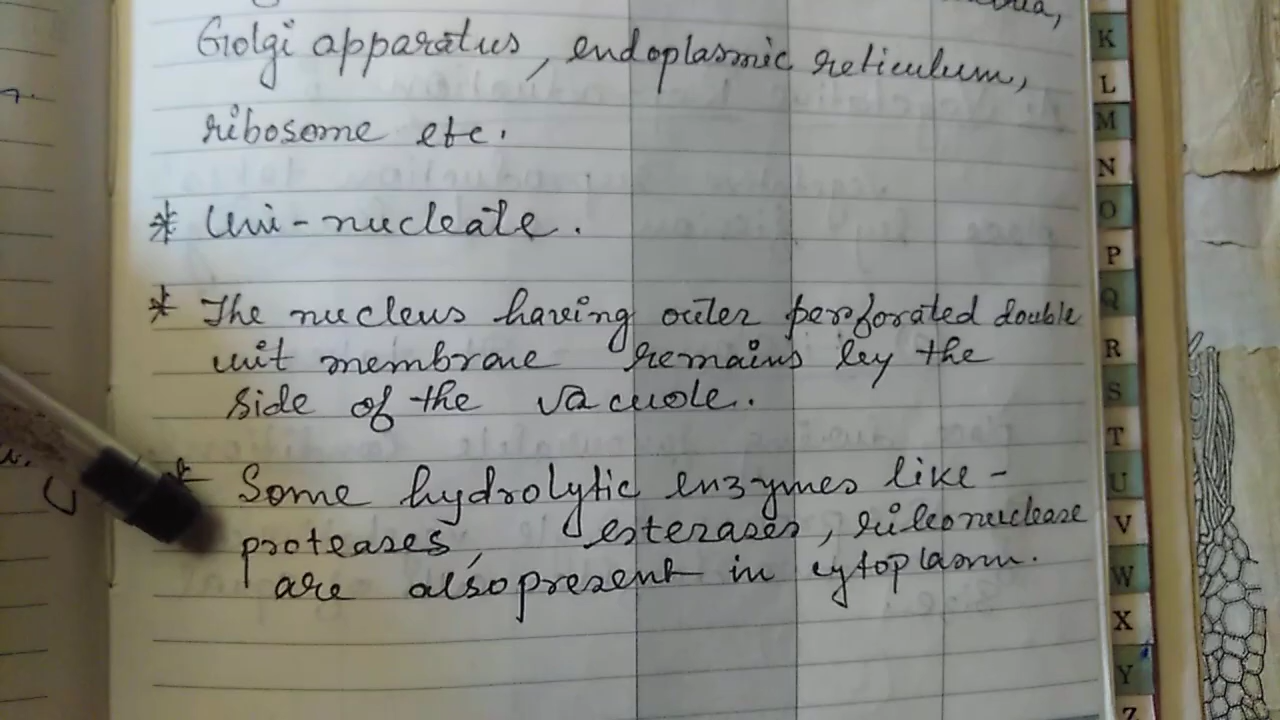 Golgi apparatus, endoplasmic reticulum,
ribosome etc.
* Uni-nucleate.
* The nucleus having outer perforated double
unit membrane remains by the
side of the vacuole.
* Some hydrolytic enzymes like-
proteases, esterases, ribonuclease
are also present in cytoplasm.
K
L
M
N
O
P
Q
R
S
T
U
V
W
X
Y
Z